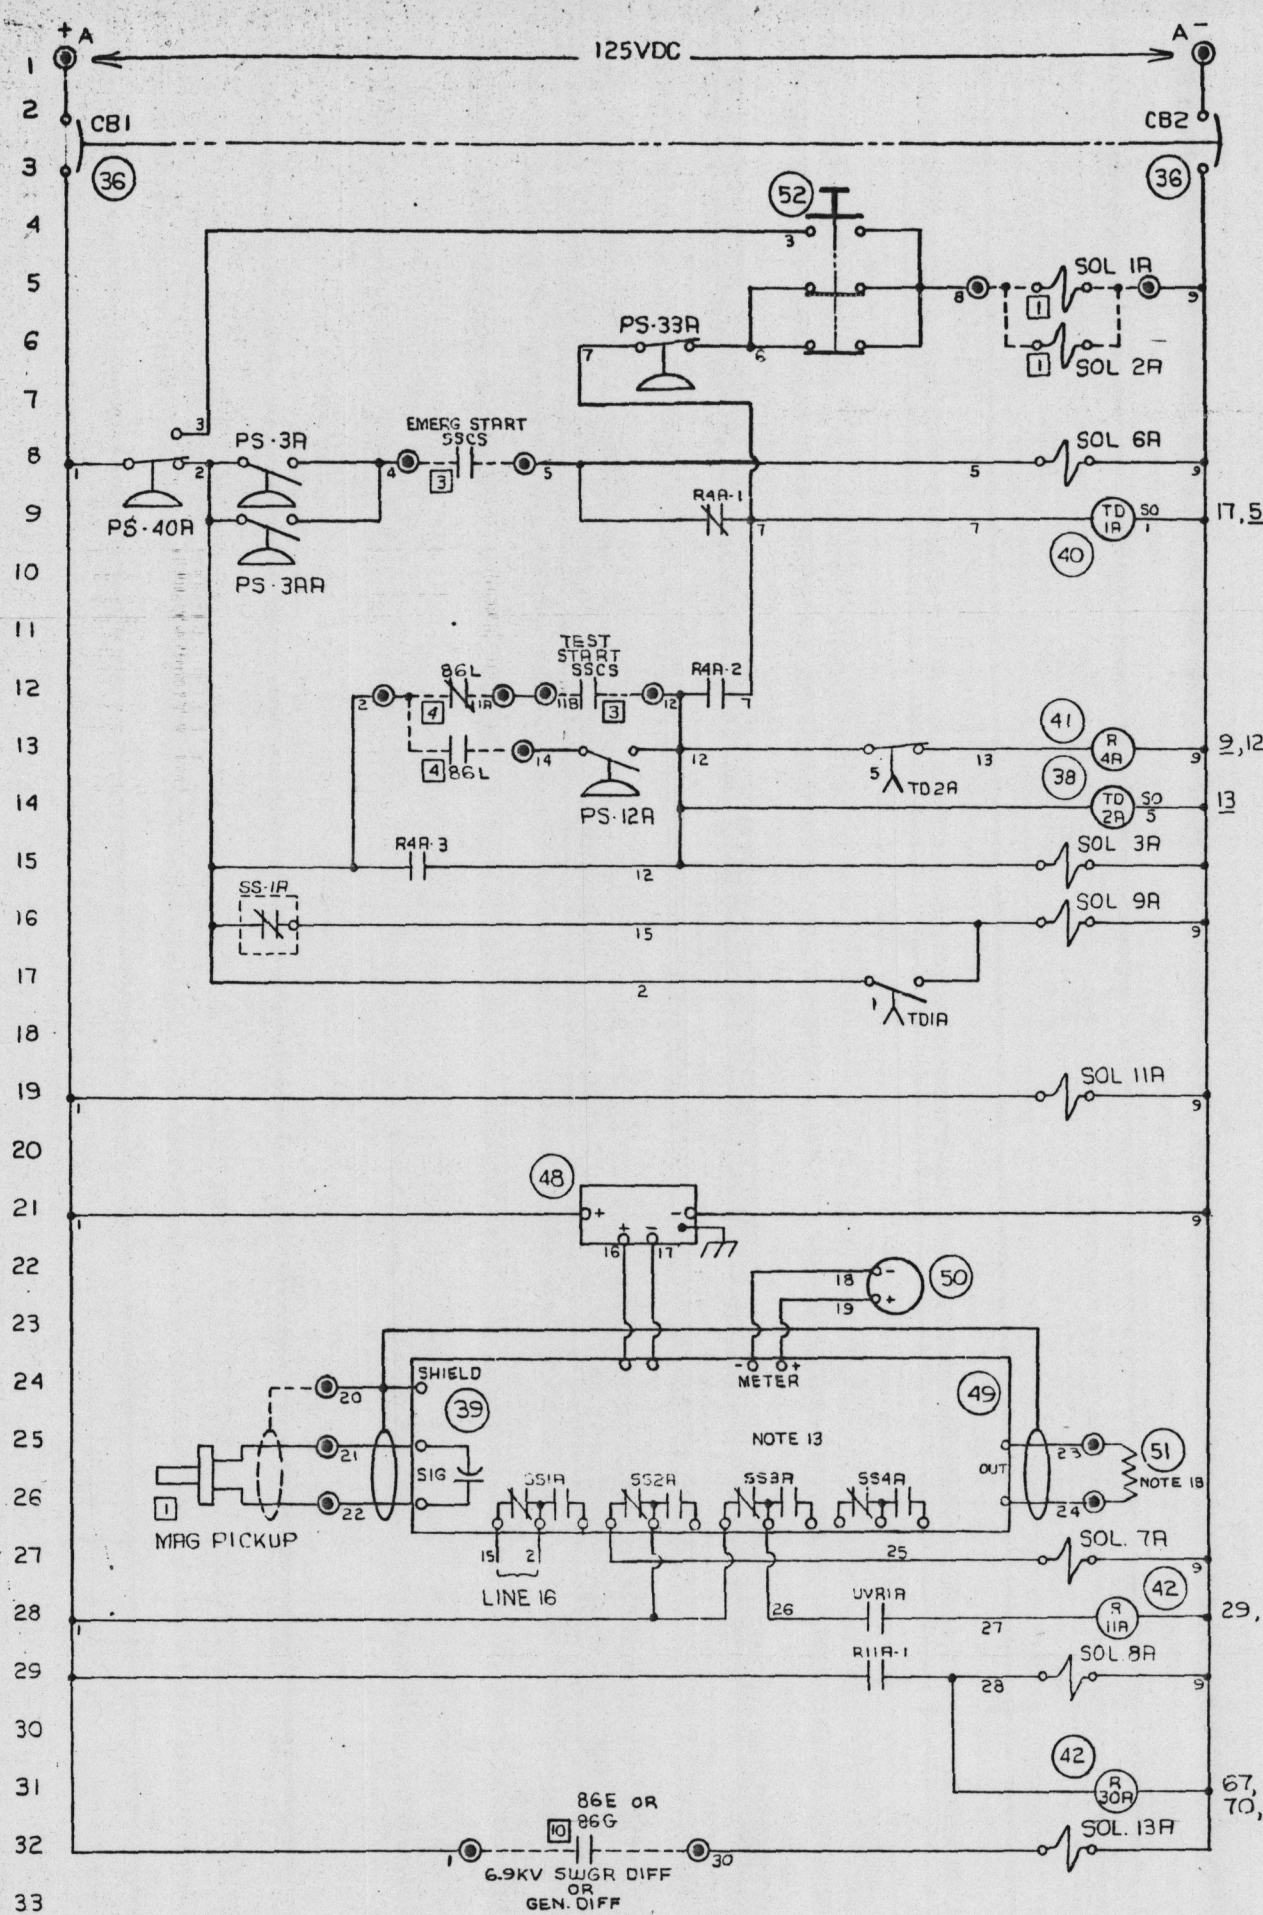 + A
125VDC
A -
1
2
CB1
CB2
3
36
36
52
4
3
5
SOL 1A
8
1
9
6
PS-33A
7
6
1
SOL 2A
7
3
EMERG START
SSCS
8
PS-3A
SOL 6A
1
2
4
3
5
5
9
9
PS-40A
R4A-1
7
7
TD
1A
SO
1
17,5
40
10
PS-3AA
11
TEST
START
SSCS
12
86L
R4A-2
2
4
11A
11B
3
12
7
41
13
4
86L
14
12
5
TD2A
13
R
4A
9
9,12
38
14
PS-12A
TD
2A
SO
5
13
15
R4A-3
12
SOL 3A
SS-1A
SOL 9A
16
15
9
17
2
1
TD1A
18
19
1
SOL 11A
9
20
48
21
1
+
-
9
+ -
16
17
22
18
-
50
19
+
23
- +
METER
24
20
SHIELD
39
49
25
21
NOTE 13
23
51
SIG
OUT
NOTE 18
26
1
22
SS1A
SS2A
SS3A
SS4A
24
MAG PICKUP
27
15
2
25
SOL. 7A
9
LINE 16
42
28
1
26
UVR1A
27
R
11A
29,
29
R11A-1
28
SOL. 8A
9
30
42
31
R
30A
67,
70,
86E OR
10
86G
32
1
30
SOL. 13A
6.9KV SWGR DIFF
OR
33
GEN. DIFF